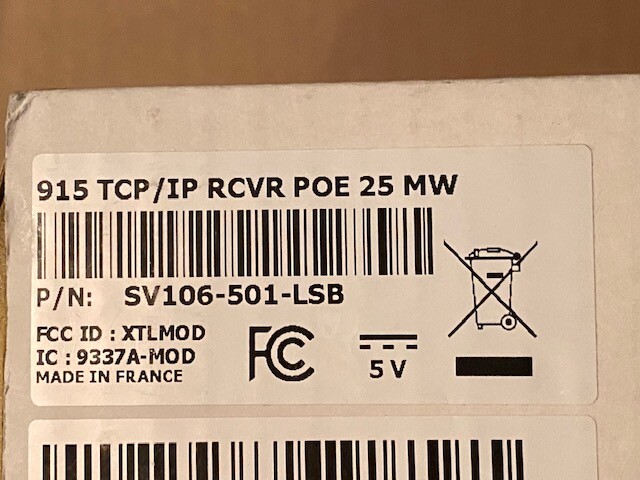 915 TCP/IP RCVR POE 25 MW
P/N: SV106-501-LSB
FCC ID : XTLMOD
IC : 9337A-MOD
MADE IN FRANCE
FC
5 V